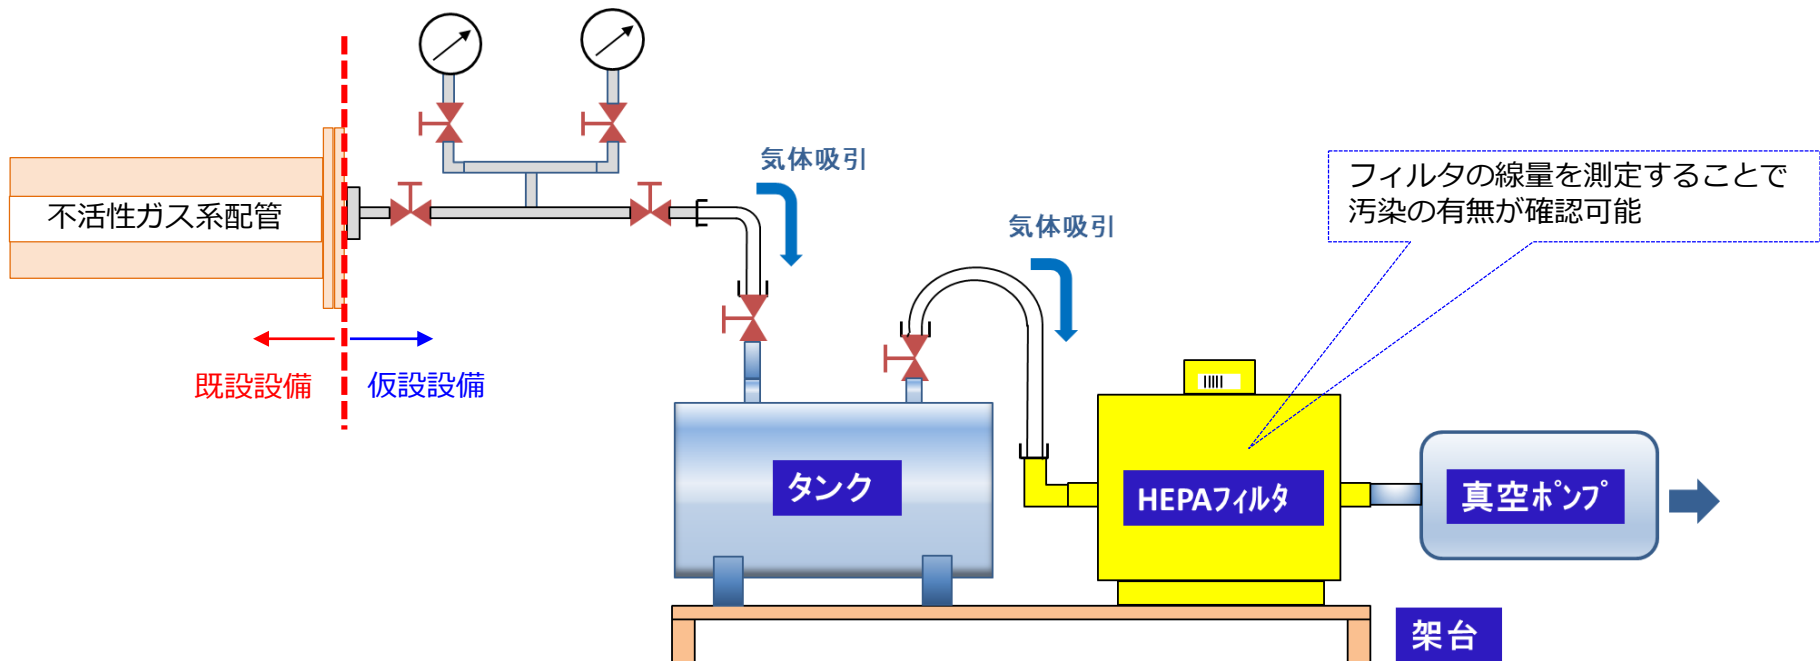 気体吸引
フィルタの線量を測定することで
汚染の有無が確認可能
不活性ガス系配管
気体吸引
既設設備
仮設設備
タンク
HEPAフィルタ
真空ポンプ
架台